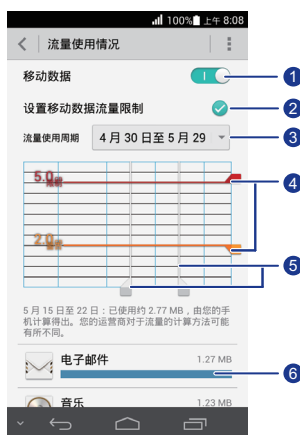 100% 上午 8:08
流量使用情况
移动数据
1
设置移动数据流量限制
2
流量使用周期
4 月 30 日至 5 月 29
3
5.0
4
2.0
5
5 月 15 日至 22 日：已使用约 2.77 MB，由您的手
机计算得出。您的运营商对于流量的计算方法可能
有所不同。
电子邮件
1.27 MB
6
音乐
1.23 MB